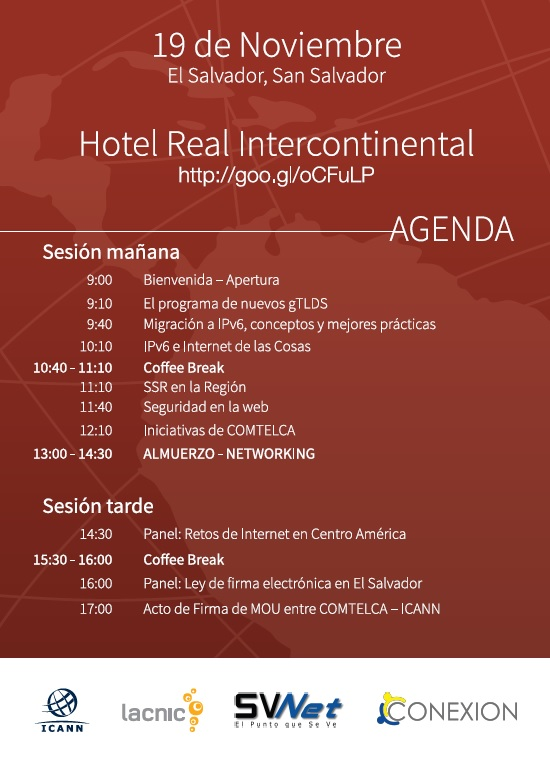 19 de Noviembre
El Salvador, San Salvador
Hotel Real Intercontinental
http://goo.gl/oCFuLP
AGENDA
Sesión mañana
9:00 Bienvenida – Apertura
9:10 El programa de nuevos gTLDS
9:40 Migración a IPv6, conceptos y mejores prácticas
10:10 IPv6 e Internet de las Cosas
10:40 - 11:10 Coffee Break
11:10 SSR en la Región
11:40 Seguridad en la web
12:10 Iniciativas de COMTELCA
13:00 - 14:30 ALMUERZO - NETWORKING
Sesión tarde
14:30 Panel: Retos de Internet en Centro América
15:30 - 16:00 Coffee Break
16:00 Panel: Ley de firma electrónica en El Salvador
17:00 Acto de Firma de MOU entre COMTELCA – ICANN
ICANN
lacnic
SVNet
El Punto que Se Ve
CONEXION